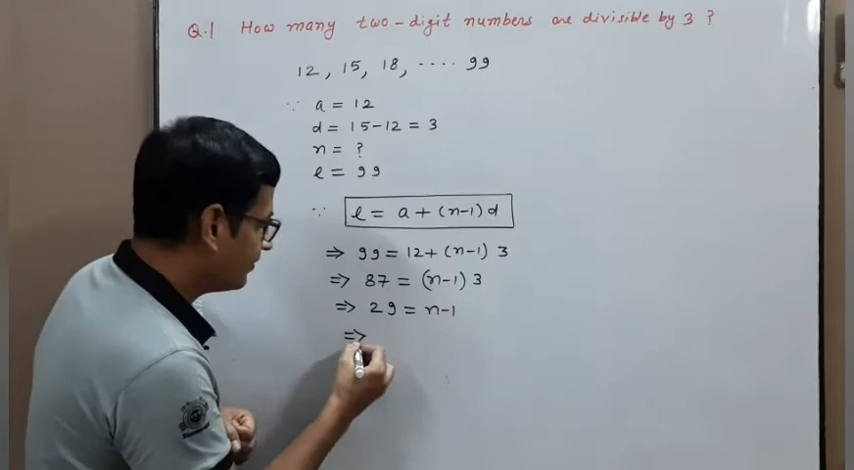 Q.1 How many two-digit numbers are divisible by 3 ?
12, 15, 18, ---- 99
∵ a = 12
d = 15-12 = 3
n = ?
l = 99
∵ l = a + (n-1) d
⇒ 99 = 12 + (n-1) 3
⇒ 87 = (n-1) 3
⇒ 29 = n-1
⇒